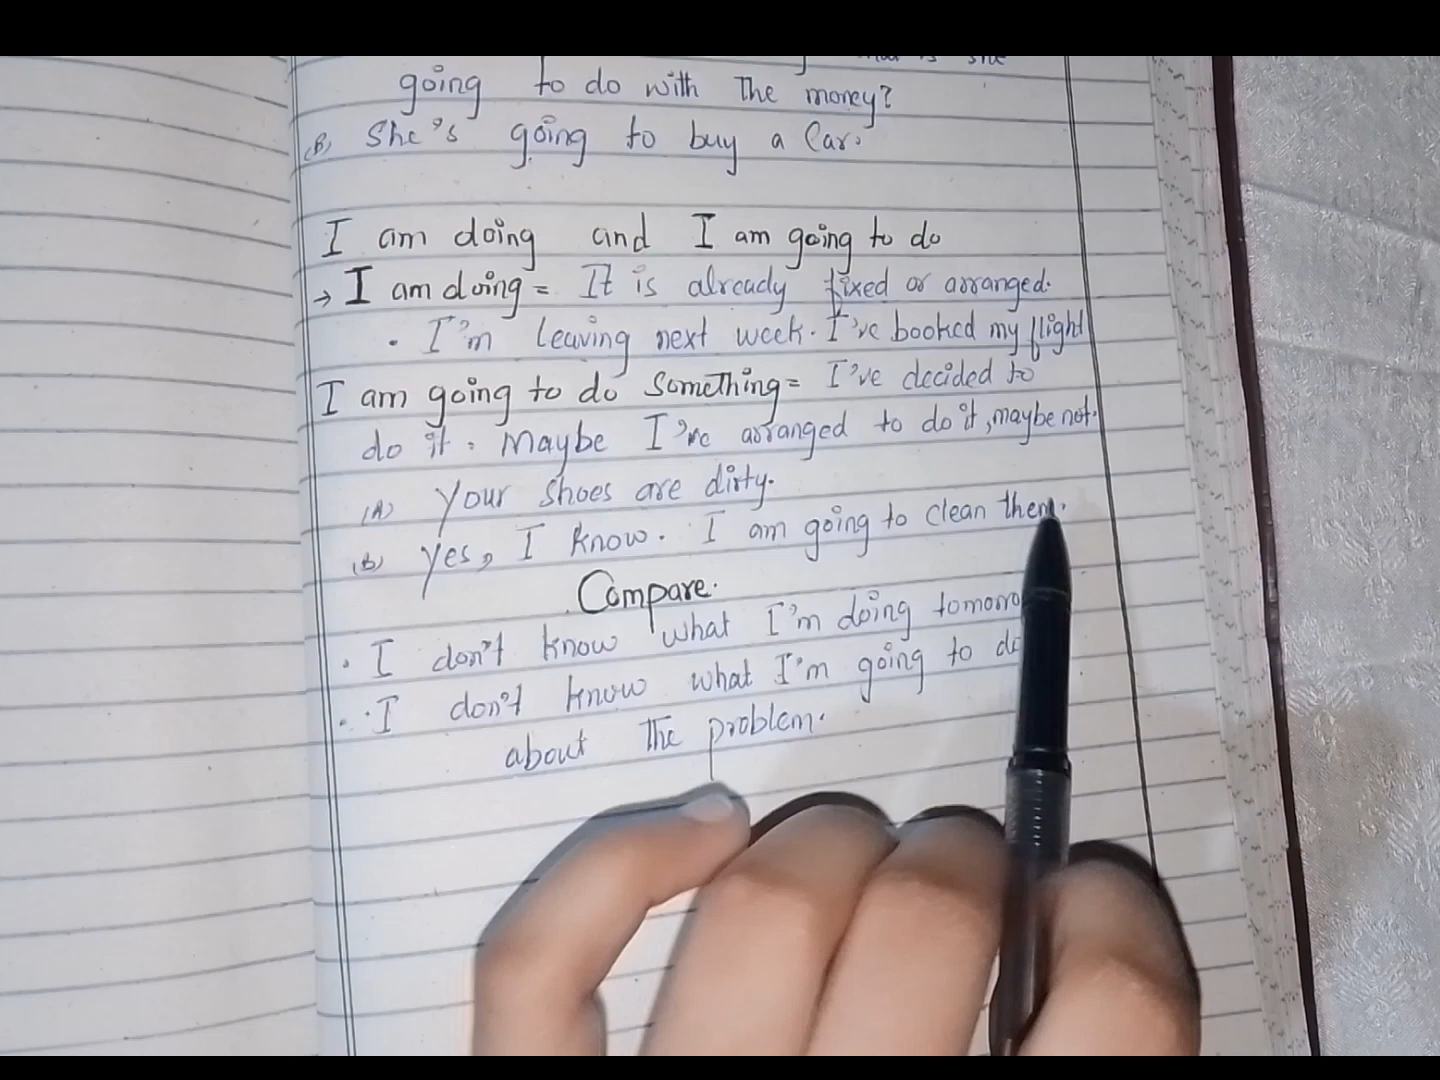 going to do with the money?
(B) She's going to buy a Car.
I am doing and I am going to do
→ I am doing = It is already fixed or arranged.
• I'm leaving next week. I've booked my flight
I am going to do something = I've decided to
do it. Maybe I've arranged to do it, maybe not.
(A) Your shoes are dirty.
(B) Yes, I know. I am going to clean them.
Compare.
• I don't know what I'm doing
• I don't know what I'm going to
about the problem.